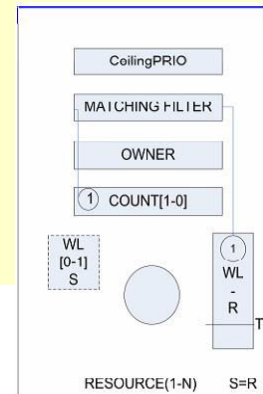 CeilingPRIO
MATCHING FILTER
OWNER
1 COUNT[1-0]
WL
[0-1]
S
1
WL
-
R
T
RESOURCE(1-N) S=R